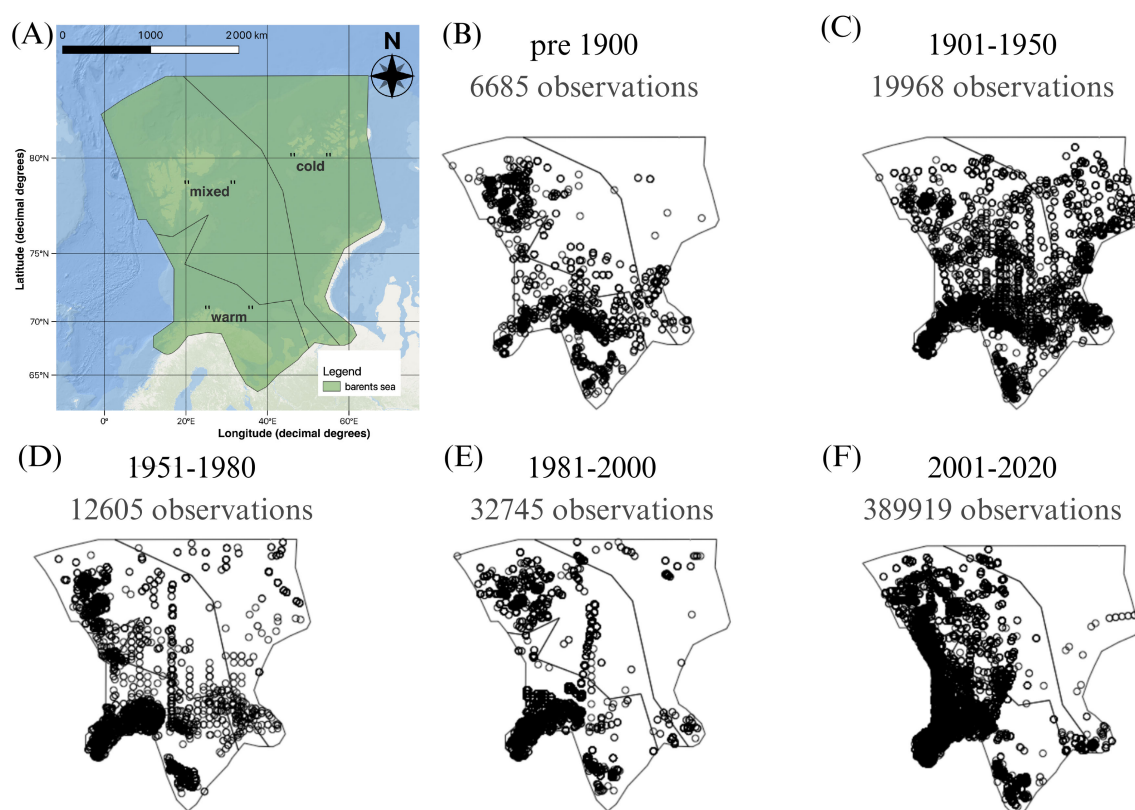 (A)
0
1000
2000 km
N
80°N
75°N
70°N
65°N
Latitude (decimal degrees)
"mixed"
"cold"
"warm"
Legend
barents sea
0°
20°E
40°E
60°E
Longitude (decimal degrees)
(B)
pre 1900
6685 observations
(C)
1901-1950
19968 observations
(D)
1951-1980
12605 observations
(E)
1981-2000
32745 observations
(F)
2001-2020
389919 observations